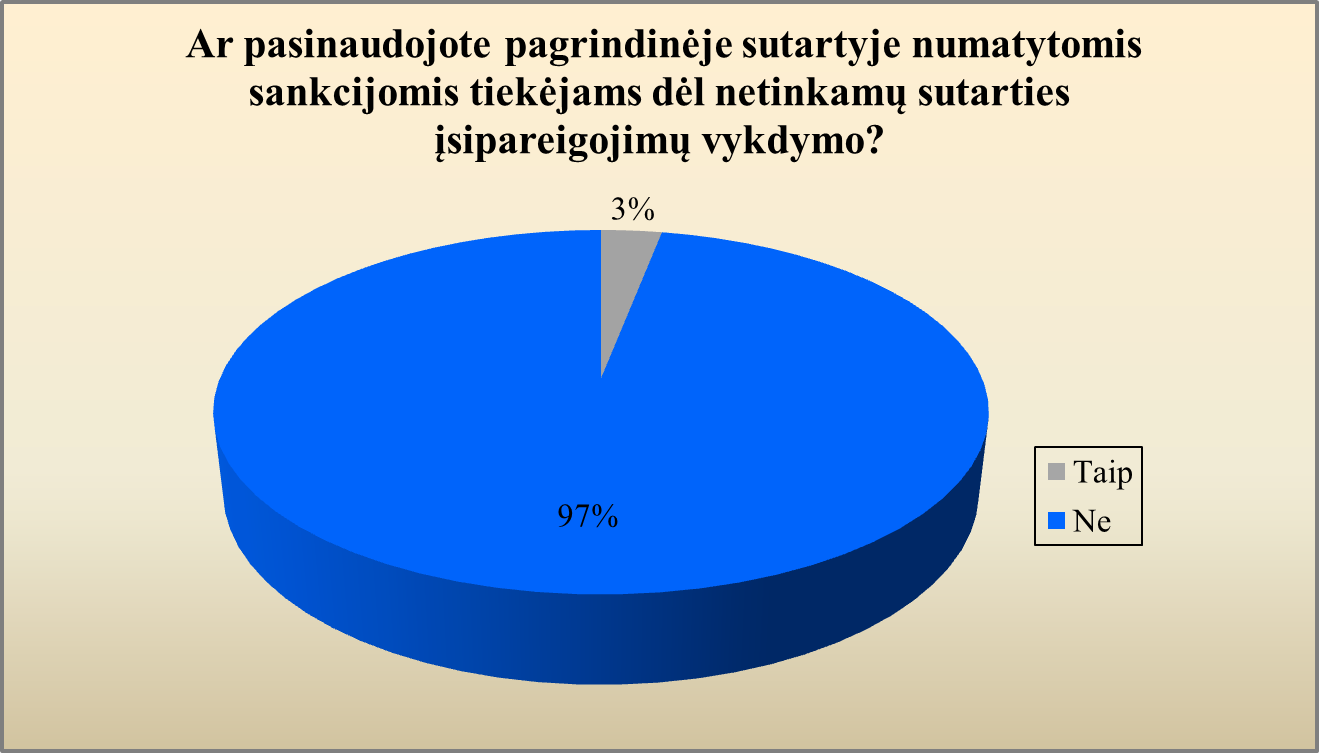 Ar pasinaudojote pagrindinėje sutartyje numatytomis
sankcijomis tiekėjams dėl netinkamų sutarties
įsipareigojimų vykdymo?
3%
97%
Taip
Ne